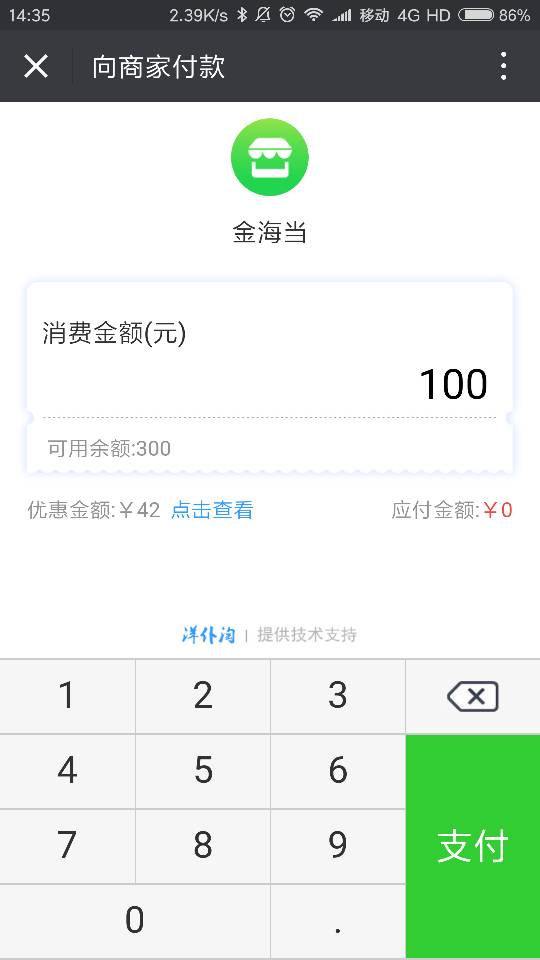 14:35 2.39K/s 移动 4G HD 86%
向商家付款
金海当
消费金额(元)
100
可用余额:300
优惠金额:￥42 点击查看 应付金额:￥0
洋仆淘 | 提供技术支持
1 2 3
4 5 6
7 8 9
支付
0 .